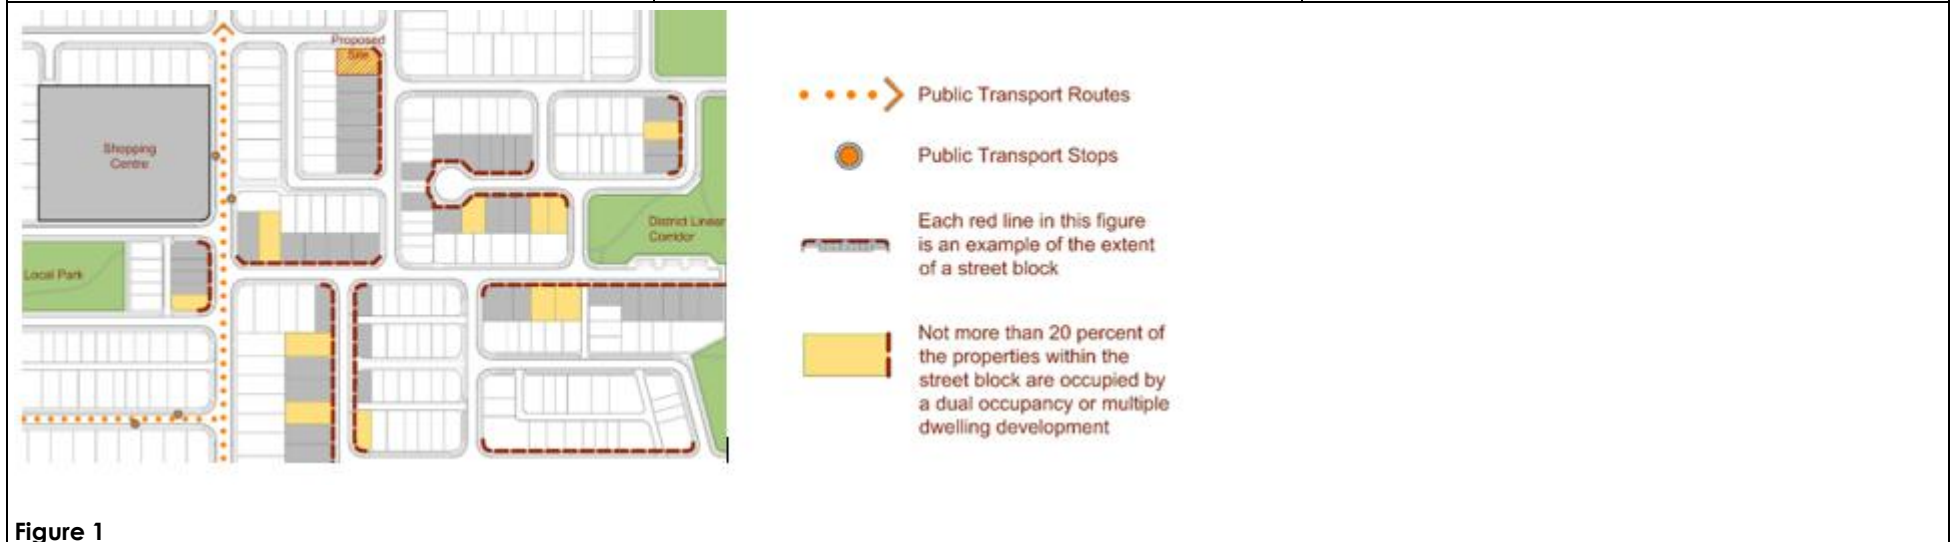 Proposed
Site
Shopping
Centre
District Linear
Corridor
Local Park
Public Transport Routes
Public Transport Stops
Each red line in this figure
is an example of the extent
of a street block
Not more than 20 percent of
the properties within the
street block are occupied by
a dual occupancy or multiple
dwelling development
Figure 1